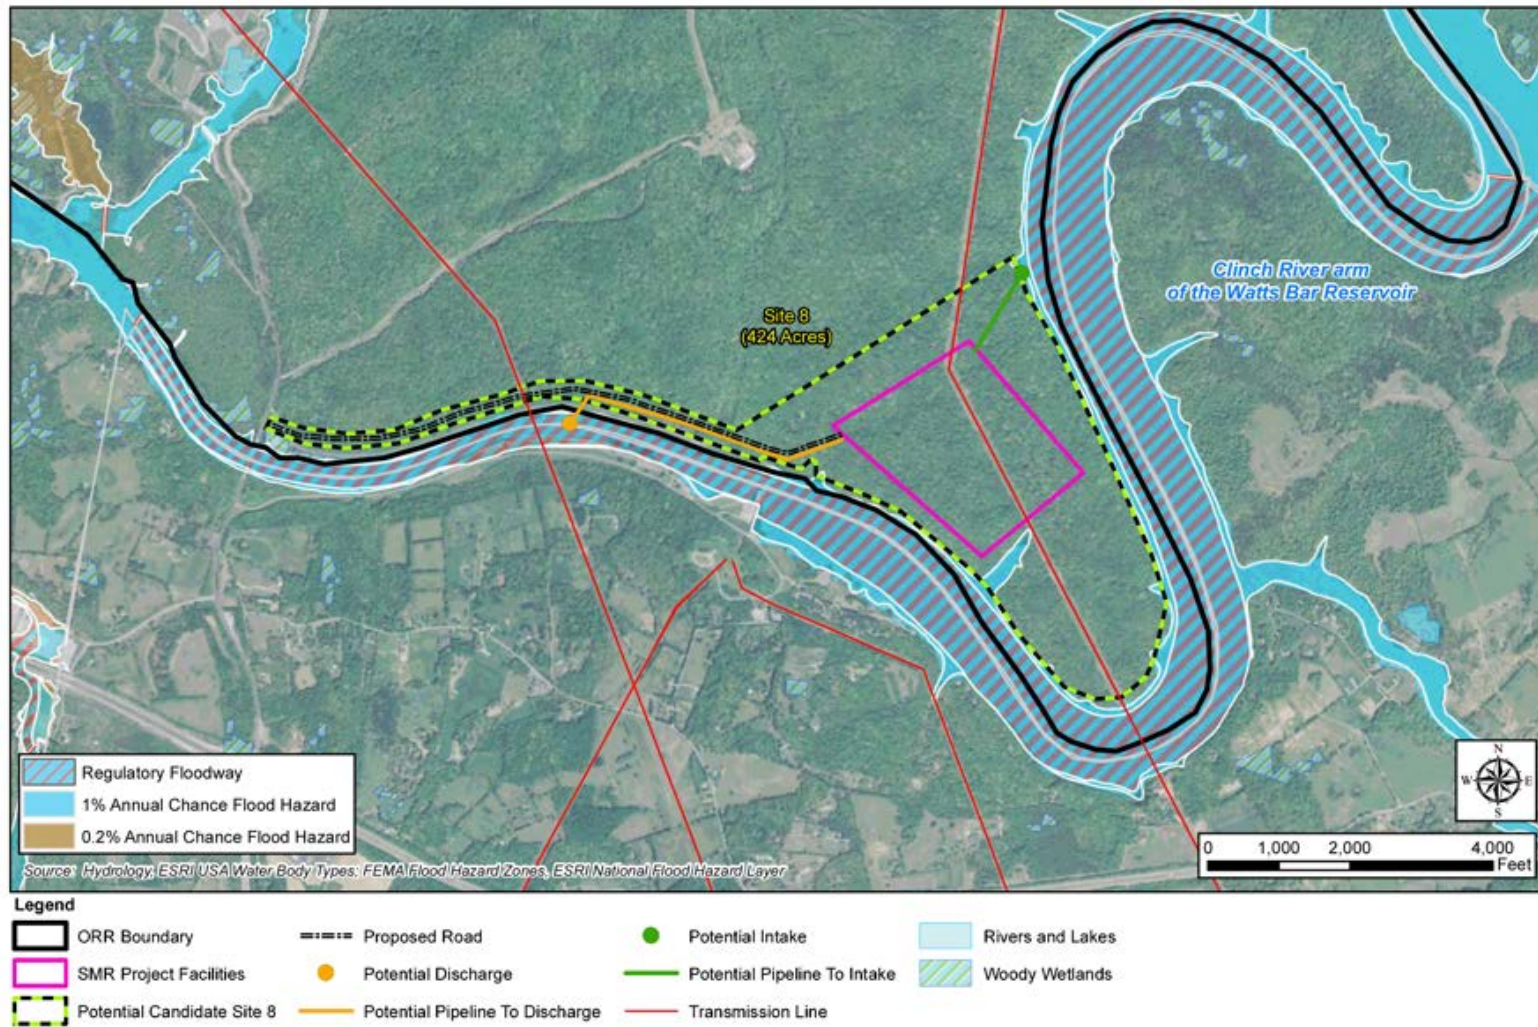 Clinch River arm
of the Watts Bar Reservoir
Site 8
(424 Acres)
Regulatory Floodway
1% Annual Chance Flood Hazard
0.2% Annual Chance Flood Hazard
N
W
E
S
0 1,000 2,000 4,000
Feet
Source: Hydrology, ESRI USA Water Body Types; FEMA Flood Hazard Zones, ESRI National Flood Hazard Layer
Legend
ORR Boundary
Proposed Road
Potential Intake
Rivers and Lakes
SMR Project Facilities
Potential Discharge
Potential Pipeline To Intake
Woody Wetlands
Potential Candidate Site 8
Potential Pipeline To Discharge
Transmission Line